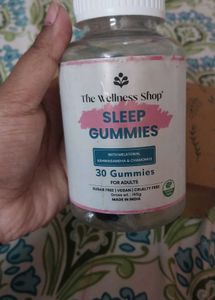 The Wellness Shop®
SLEEP
GUMMIES
WITH MELATONIN,
ASHWAGANDHA & CHAMOMILE
30 Gummies
FOR ADULTS
SUGAR FREE | VEGAN | CRUELTY FREE
MADE IN INDIA